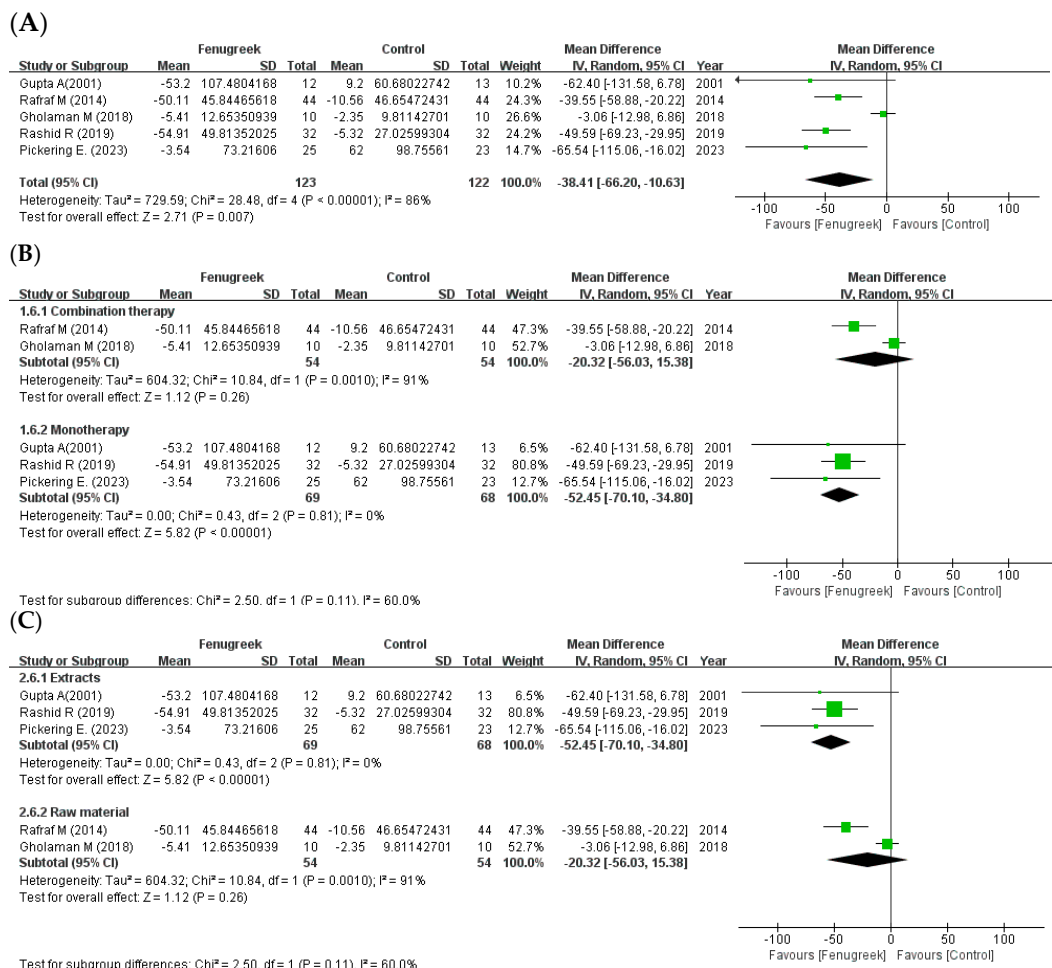 (A)
Fenugreek Control Mean Difference Mean Difference
Study or Subgroup Mean SD Total Mean SD Total Weight IV, Random, 95% CI Year IV, Random, 95% CI
Gupta A(2001) -53.2 107.4804168 12 9.2 60.68022742 13 10.2% -62.40 [-131.58, 6.78] 2001
Rafraf M (2014) -50.11 45.84465618 44 -10.56 46.65472431 44 24.3% -39.55 [-58.88, -20.22] 2014
Gholaman M (2018) -5.41 12.65350939 10 -2.35 9.81142701 10 26.6% -3.06 [-12.98, 6.86] 2018
Rashid R (2019) -54.91 49.81352025 32 -5.32 27.02599304 32 24.2% -49.59 [-69.23, -29.95] 2019
Pickering E. (2023) -3.54 73.21606 25 62 98.75561 23 14.7% -65.54 [-115.06, -16.02] 2023
Total (95% CI) 123 122 100.0% -38.41 [-66.20, -10.63]
Heterogeneity: Tau² = 729.59; Chi² = 28.48, df = 4 (P < 0.00001); I² = 86%
Test for overall effect: Z = 2.71 (P = 0.007)
-100 -50 0 50 100
Favours [Fenugreek] Favours [Control]
(B)
Fenugreek Control Mean Difference Mean Difference
Study or Subgroup Mean SD Total Mean SD Total Weight IV, Random, 95% CI Year IV, Random, 95% CI
1.6.1 Combination therapy
Rafraf M (2014) -50.11 45.84465618 44 -10.56 46.65472431 44 47.3% -39.55 [-58.88, -20.22] 2014
Gholaman M (2018) -5.41 12.65350939 10 -2.35 9.81142701 10 52.7% -3.06 [-12.98, 6.86] 2018
Subtotal (95% CI) 54 54 100.0% -20.32 [-56.03, 15.38]
Heterogeneity: Tau² = 604.32; Chi² = 10.84, df = 1 (P = 0.0010); I² = 91%
Test for overall effect: Z = 1.12 (P = 0.26)
1.6.2 Monotherapy
Gupta A(2001) -53.2 107.4804168 12 9.2 60.68022742 13 6.5% -62.40 [-131.58, 6.78] 2001
Rashid R (2019) -54.91 49.81352025 32 -5.32 27.02599304 32 80.8% -49.59 [-69.23, -29.95] 2019
Pickering E. (2023) -3.54 73.21606 25 62 98.75561 23 12.7% -65.54 [-115.06, -16.02] 2023
Subtotal (95% CI) 69 68 100.0% -52.45 [-70.10, -34.80]
Heterogeneity: Tau² = 0.00; Chi² = 0.43, df = 2 (P = 0.81); I² = 0%
Test for overall effect: Z = 5.82 (P < 0.00001)
-100 -50 0 50 100
Favours [Fenugreek] Favours [Control]
Test for subgroup differences: Chi² = 2.50. df = 1 (P = 0.11). I² = 60.0%
(C)
Fenugreek Control Mean Difference Mean Difference
Study or Subgroup Mean SD Total Mean SD Total Weight IV, Random, 95% CI Year IV, Random, 95% CI
2.6.1 Extracts
Gupta A(2001) -53.2 107.4804168 12 9.2 60.68022742 13 6.5% -62.40 [-131.58, 6.78] 2001
Rashid R (2019) -54.91 49.81352025 32 -5.32 27.02599304 32 80.8% -49.59 [-69.23, -29.95] 2019
Pickering E. (2023) -3.54 73.21606 25 62 98.75561 23 12.7% -65.54 [-115.06, -16.02] 2023
Subtotal (95% CI) 69 68 100.0% -52.45 [-70.10, -34.80]
Heterogeneity: Tau² = 0.00; Chi² = 0.43, df = 2 (P = 0.81); I² = 0%
Test for overall effect: Z = 5.82 (P < 0.00001)
2.6.2 Raw material
Rafraf M (2014) -50.11 45.84465618 44 -10.56 46.65472431 44 47.3% -39.55 [-58.88, -20.22] 2014
Gholaman M (2018) -5.41 12.65350939 10 -2.35 9.81142701 10 52.7% -3.06 [-12.98, 6.86] 2018
Subtotal (95% CI) 54 54 100.0% -20.32 [-56.03, 15.38]
Heterogeneity: Tau² = 604.32; Chi² = 10.84, df = 1 (P = 0.0010); I² = 91%
Test for overall effect: Z = 1.12 (P = 0.26)
-100 -50 0 50 100
Favours [Fenugreek] Favours [Control]
Test for subgroup differences: Chi² = 2.50. df = 1 (P = 0.11). I² = 60.0%